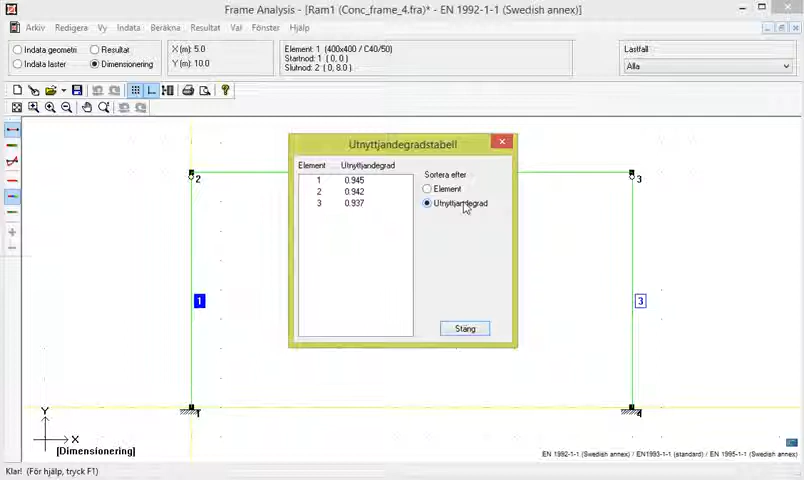 Frame Analysis - [Ram1 (Conc_frame_4.fra)* - EN 1992-1-1 (Swedish annex)]
Arkiv Redigera Vy Indata Beräkna Resultat Val Fönster Hjälp
Indata geometri Resultat
Indata laster Dimensionering
X (m): 5.0
Y (m): 10.0
Element: 1 (400x400 / C40/50)
Startnod: 1 ( 0, 0)
Slutnod: 2 ( 0, 8.0)
Lastfall
Alla
Utnyttjandegradstabell
Element Utnyttjandegrad
1 0.945
2 0.942
3 0.937
Sortera efter
Element
Utnyttjandegrad
Stäng
2
3
1
3
1
4
Y
X
[Dimensionering]
EN 1992-1-1 (Swedish annex) / EN1993-1-1 (standard) / EN 1995-1-1 (Swedish annex)
Klar! (För hjälp, tryck F1)